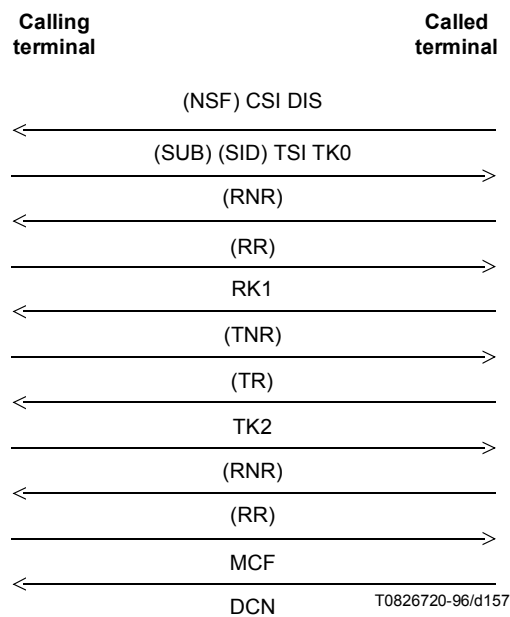 Calling
terminal
Called
terminal
(NSF) CSI DIS
(SUB) (SID) TSI TK0
(RNR)
(RR)
RK1
(TNR)
(TR)
TK2
(RNR)
(RR)
MCF
DCN
T0826720-96/d157